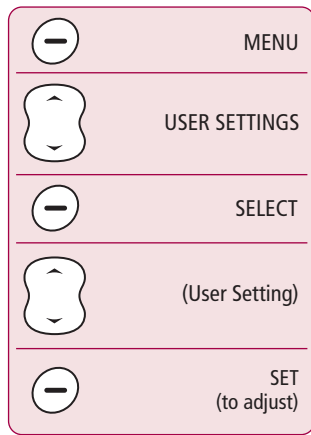 MENU
USER SETTINGS
SELECT
(User Setting)
SET
(to adjust)